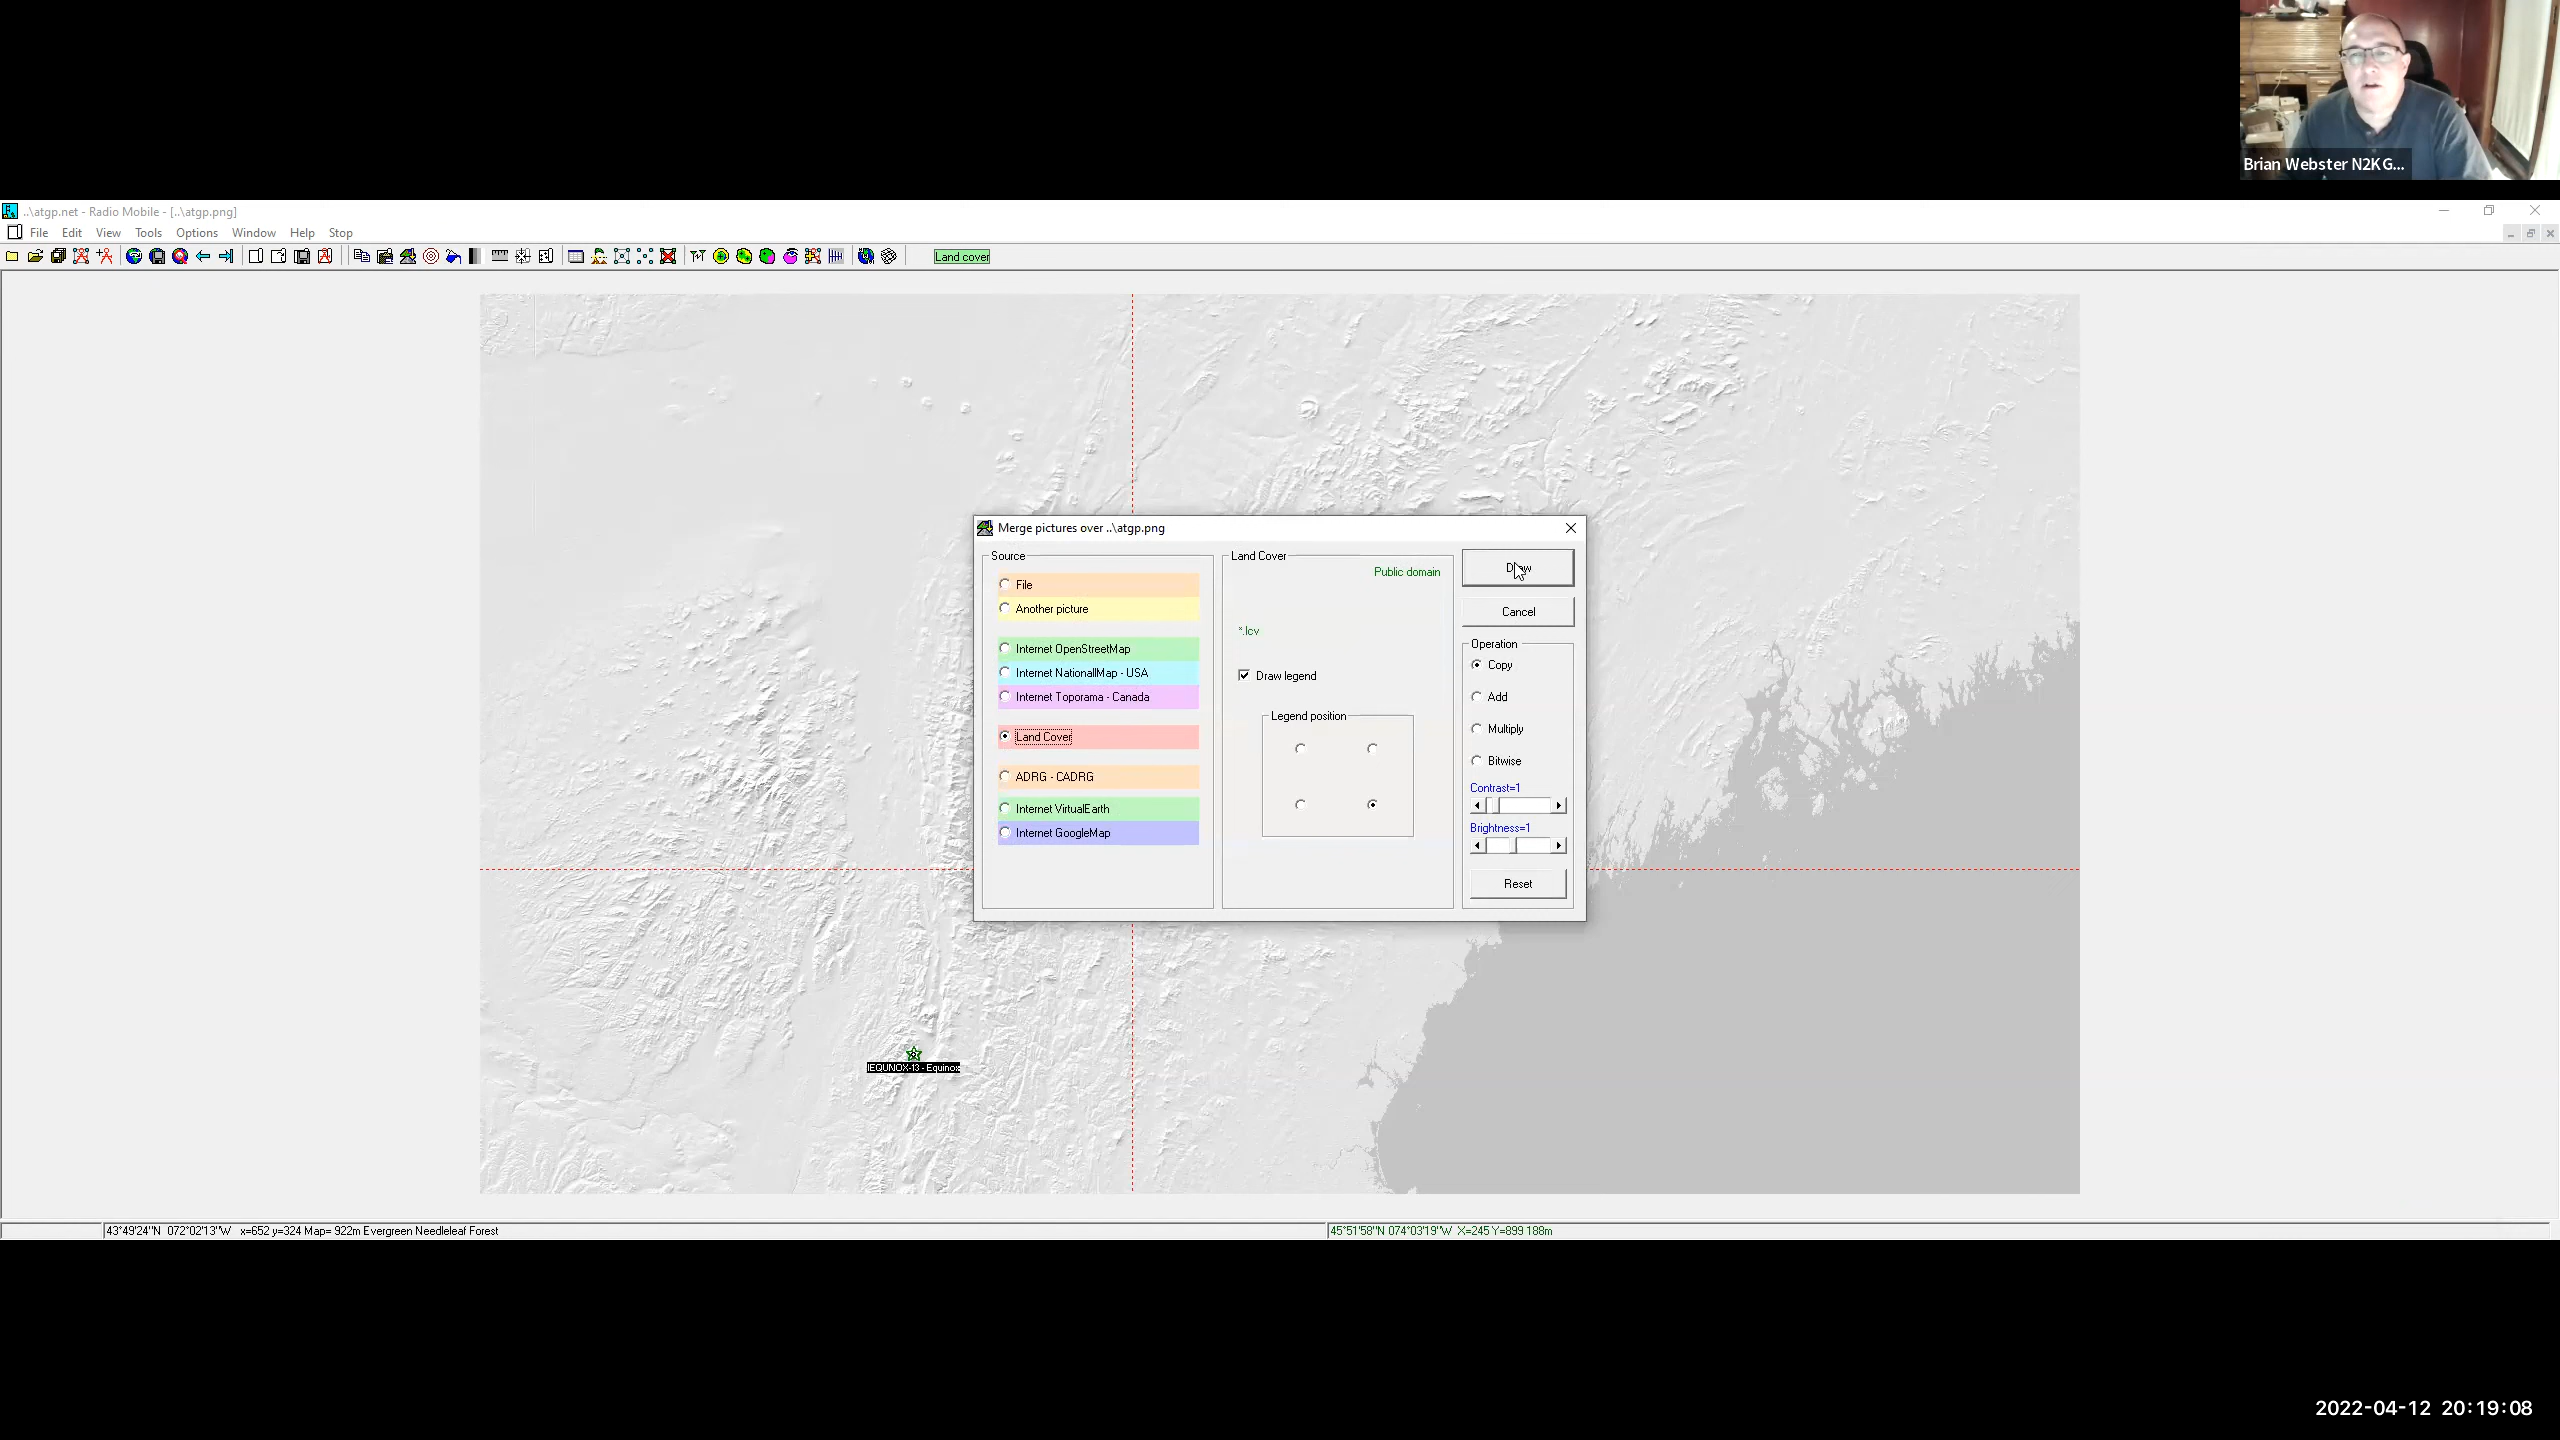 Brian Webster N2KG...
..\atgp.net - Radio Mobile - [..\atgp.png]
File Edit View Tools Options Window Help Stop
Land cover
Merge pictures over ..\atgp.png
Source
File
Another picture
Internet OpenStreetMap
Internet NationalMap - USA
Internet Toporama - Canada
Land Cover
ADRG - CADRG
Internet VirtualEarth
Internet GoogleMap
Land Cover
Public domain
*.lcv
Draw legend
Legend position
Draw
Cancel
Operation
Copy
Add
Multiply
Bitwise
Contrast=1
Brightness=1
Reset
IEQUNOX-13 - Equinox
43°49'24"N 072°02'13"W x=652 y=324 Map= 922m Evergreen Needleleaf Forest
45°51'58"N 074°03'19"W X=245 Y=899 188m
2022-04-12 20:19:08